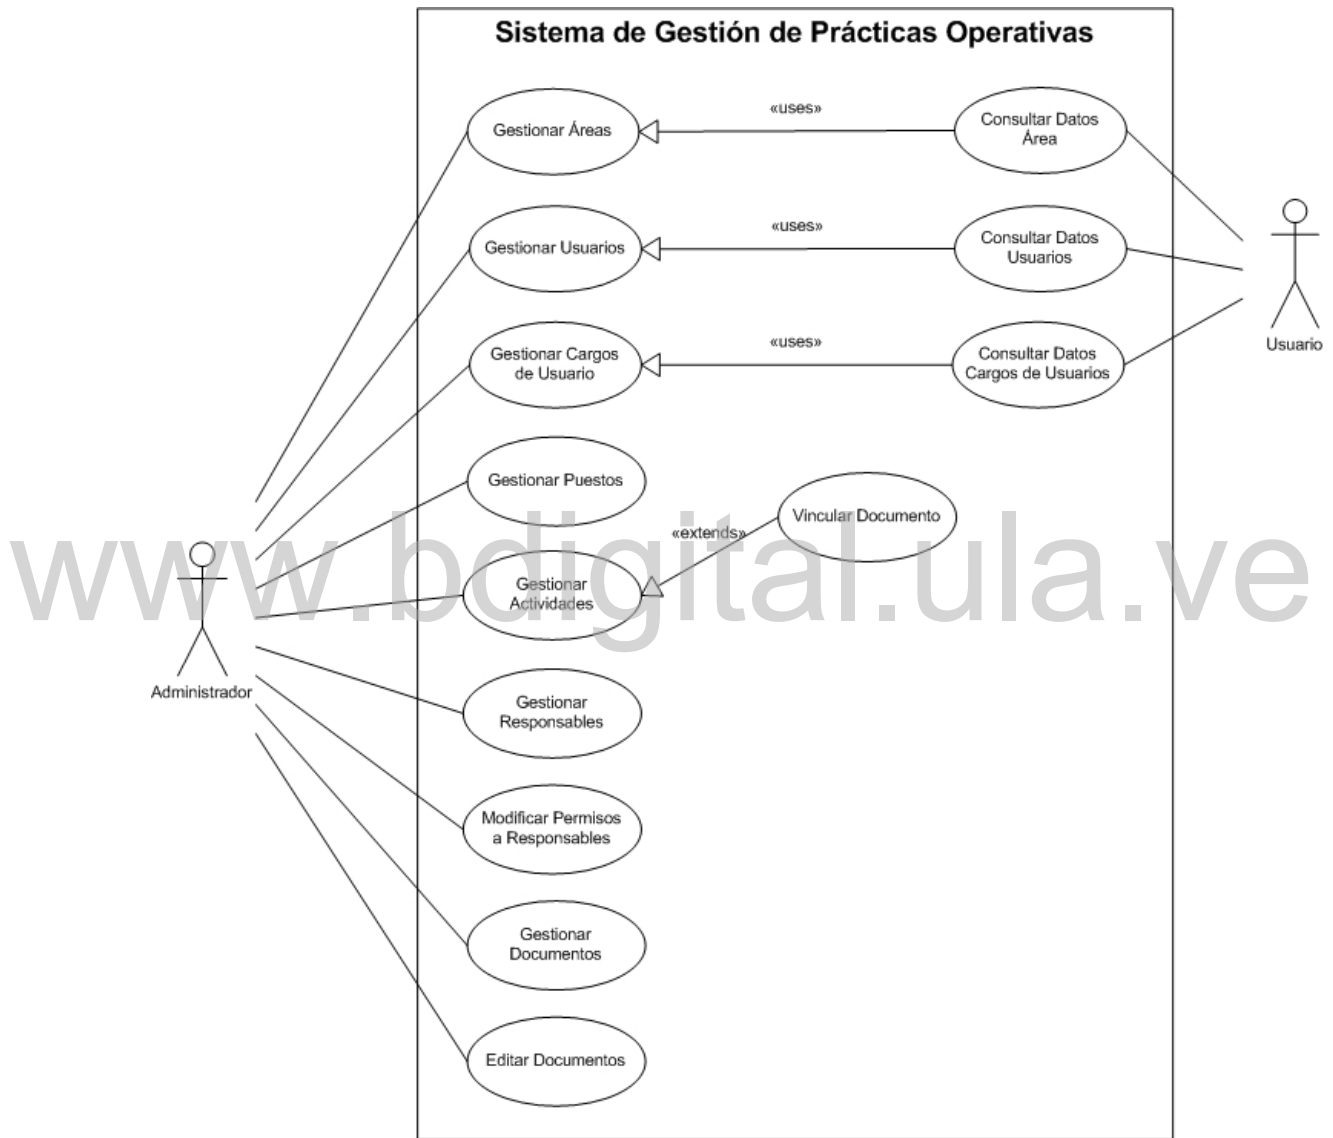 Sistema de Gestión de Prácticas Operativas
Gestionar Áreas
«uses»
Consultar Datos
Área
Gestionar Usuarios
«uses»
Consultar Datos
Usuarios
Gestionar Cargos
de Usuario
«uses»
Consultar Datos
Cargos de Usuarios
Usuario
Gestionar Puestos
Vincular Documento
«extends»
Gestionar
Actividades
www.bdigital.ula.ve
Administrador
Gestionar
Responsables
Modificar Permisos
a Responsables
Gestionar
Documentos
Editar Documentos